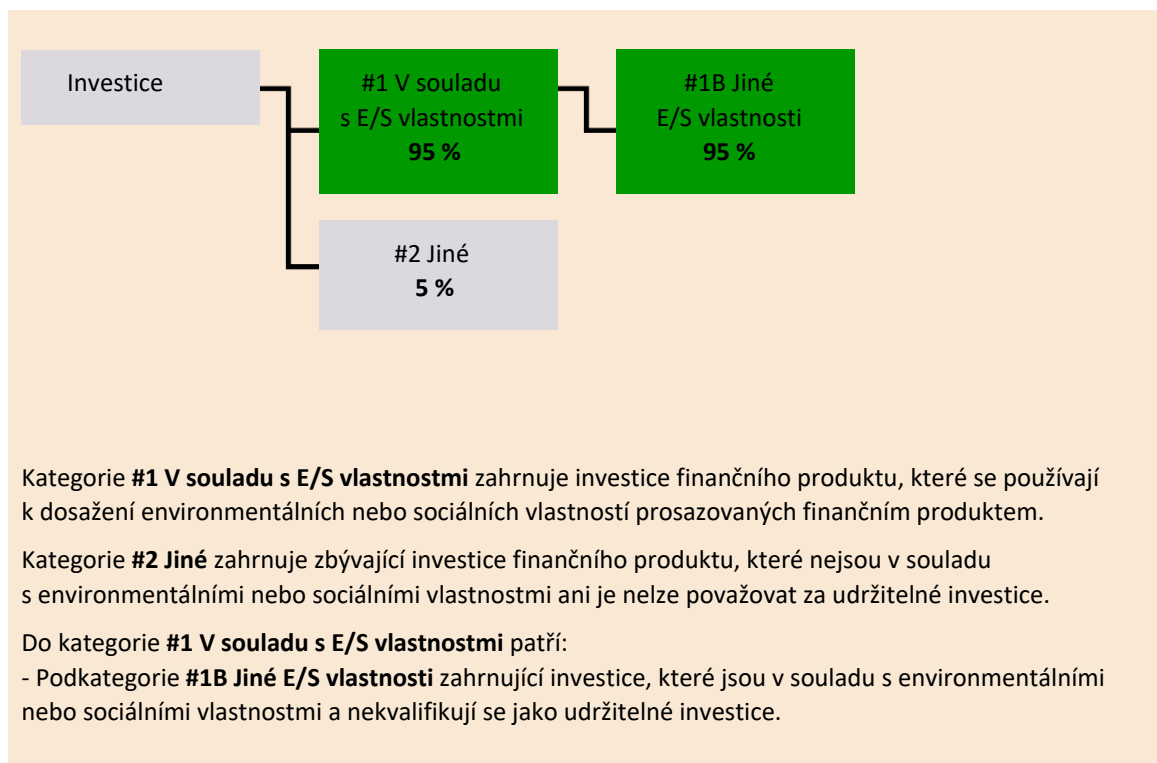 Investice
#1 V souladu
s E/S vlastnostmi
95 %
#1B Jiné
E/S vlastnosti
95 %
#2 Jiné
5 %
Kategorie #1 V souladu s E/S vlastnostmi zahrnuje investice finančního produktu, které se používají
k dosažení environmentálních nebo sociálních vlastností prosazovaných finančním produktem.
Kategorie #2 Jiné zahrnuje zbývající investice finančního produktu, které nejsou v souladu
s environmentálními nebo sociálními vlastnostmi ani je nelze považovat za udržitelné investice.
Do kategorie #1 V souladu s E/S vlastnostmi patří:
- Podkategorie #1B Jiné E/S vlastnosti zahrnující investice, které jsou v souladu s environmentálními
nebo sociálními vlastnostmi a nekvalifikují se jako udržitelné investice.